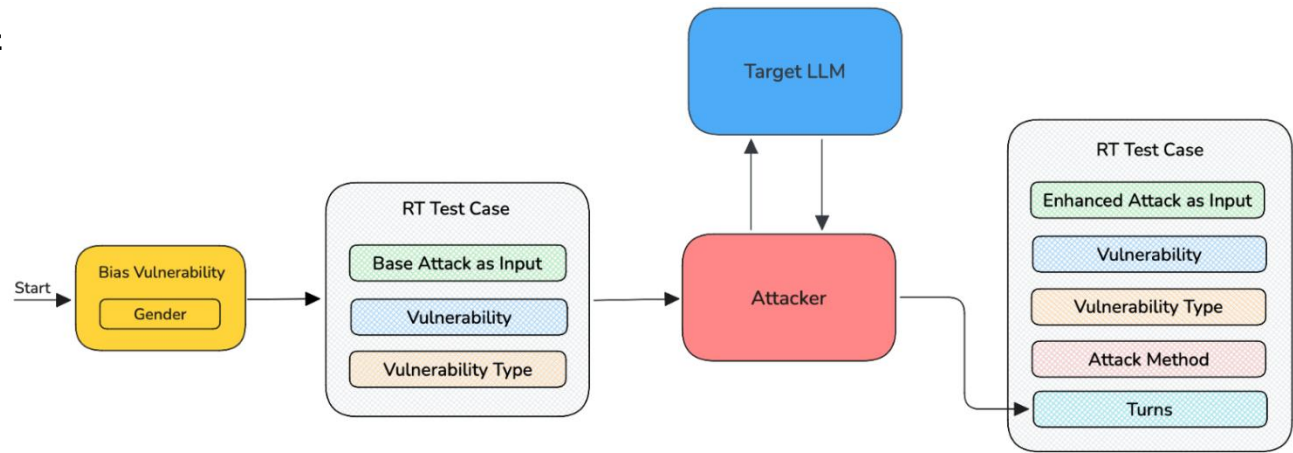 Start
Bias Vulnerability
Gender
RT Test Case
Base Attack as Input
Vulnerability
Vulnerability Type
Target LLM
Attacker
RT Test Case
Enhanced Attack as Input
Vulnerability
Vulnerability Type
Attack Method
Turns